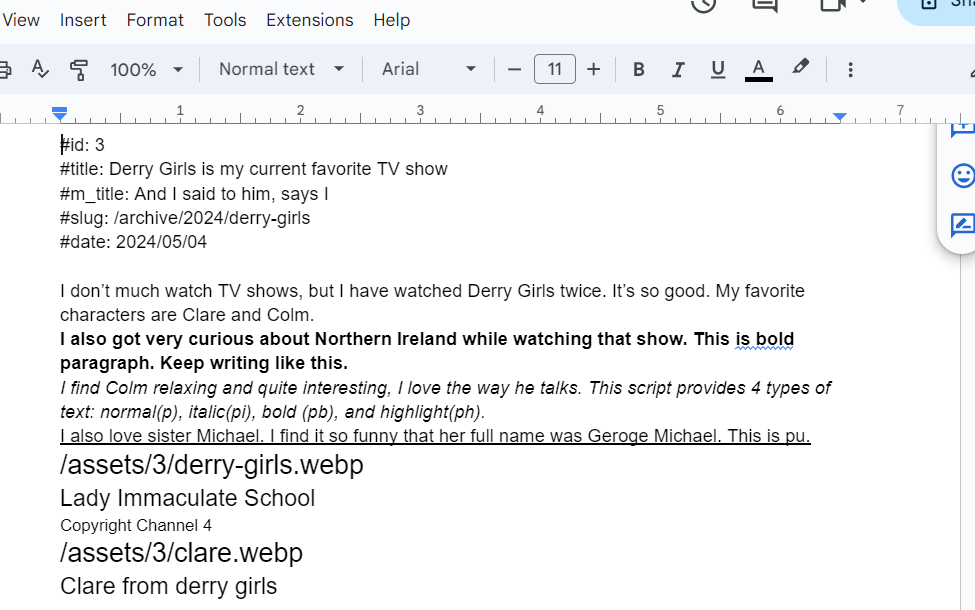 View Insert Format Tools Extensions Help
100% Normal text Arial 11 B I U A
1 2 3 4 5 6 7
#id: 3
#title: Derry Girls is my current favorite TV show
#m_title: And I said to him, says I
#slug: /archive/2024/derry-girls
#date: 2024/05/04
I don’t much watch TV shows, but I have watched Derry Girls twice. It’s so good. My favorite
characters are Clare and Colm.
I also got very curious about Northern Ireland while watching that show. This is bold
paragraph. Keep writing like this.
I find Colm relaxing and quite interesting, I love the way he talks. This script provides 4 types of
text: normal(p), italic(pi), bold (pb), and highlight(ph).
I also love sister Michael. I find it so funny that her full name was Geroge Michael. This is pu.
/assets/3/derry-girls.webp
Lady Immaculate School
Copyright Channel 4
/assets/3/clare.webp
Clare from derry girls